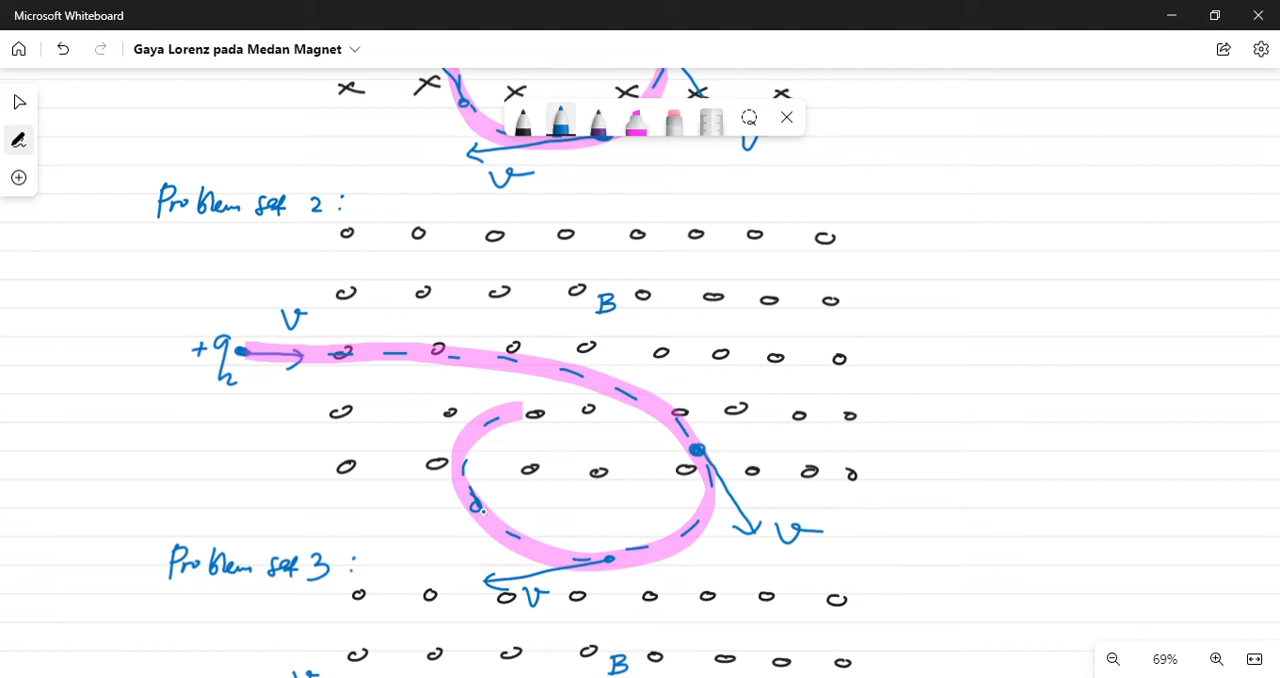 Microsoft Whiteboard
Gaya Lorenz pada Medan Magnet
v
v
Problem set 2 :
B
v
+q
v
v
Problem set 3 :
B
v
69%